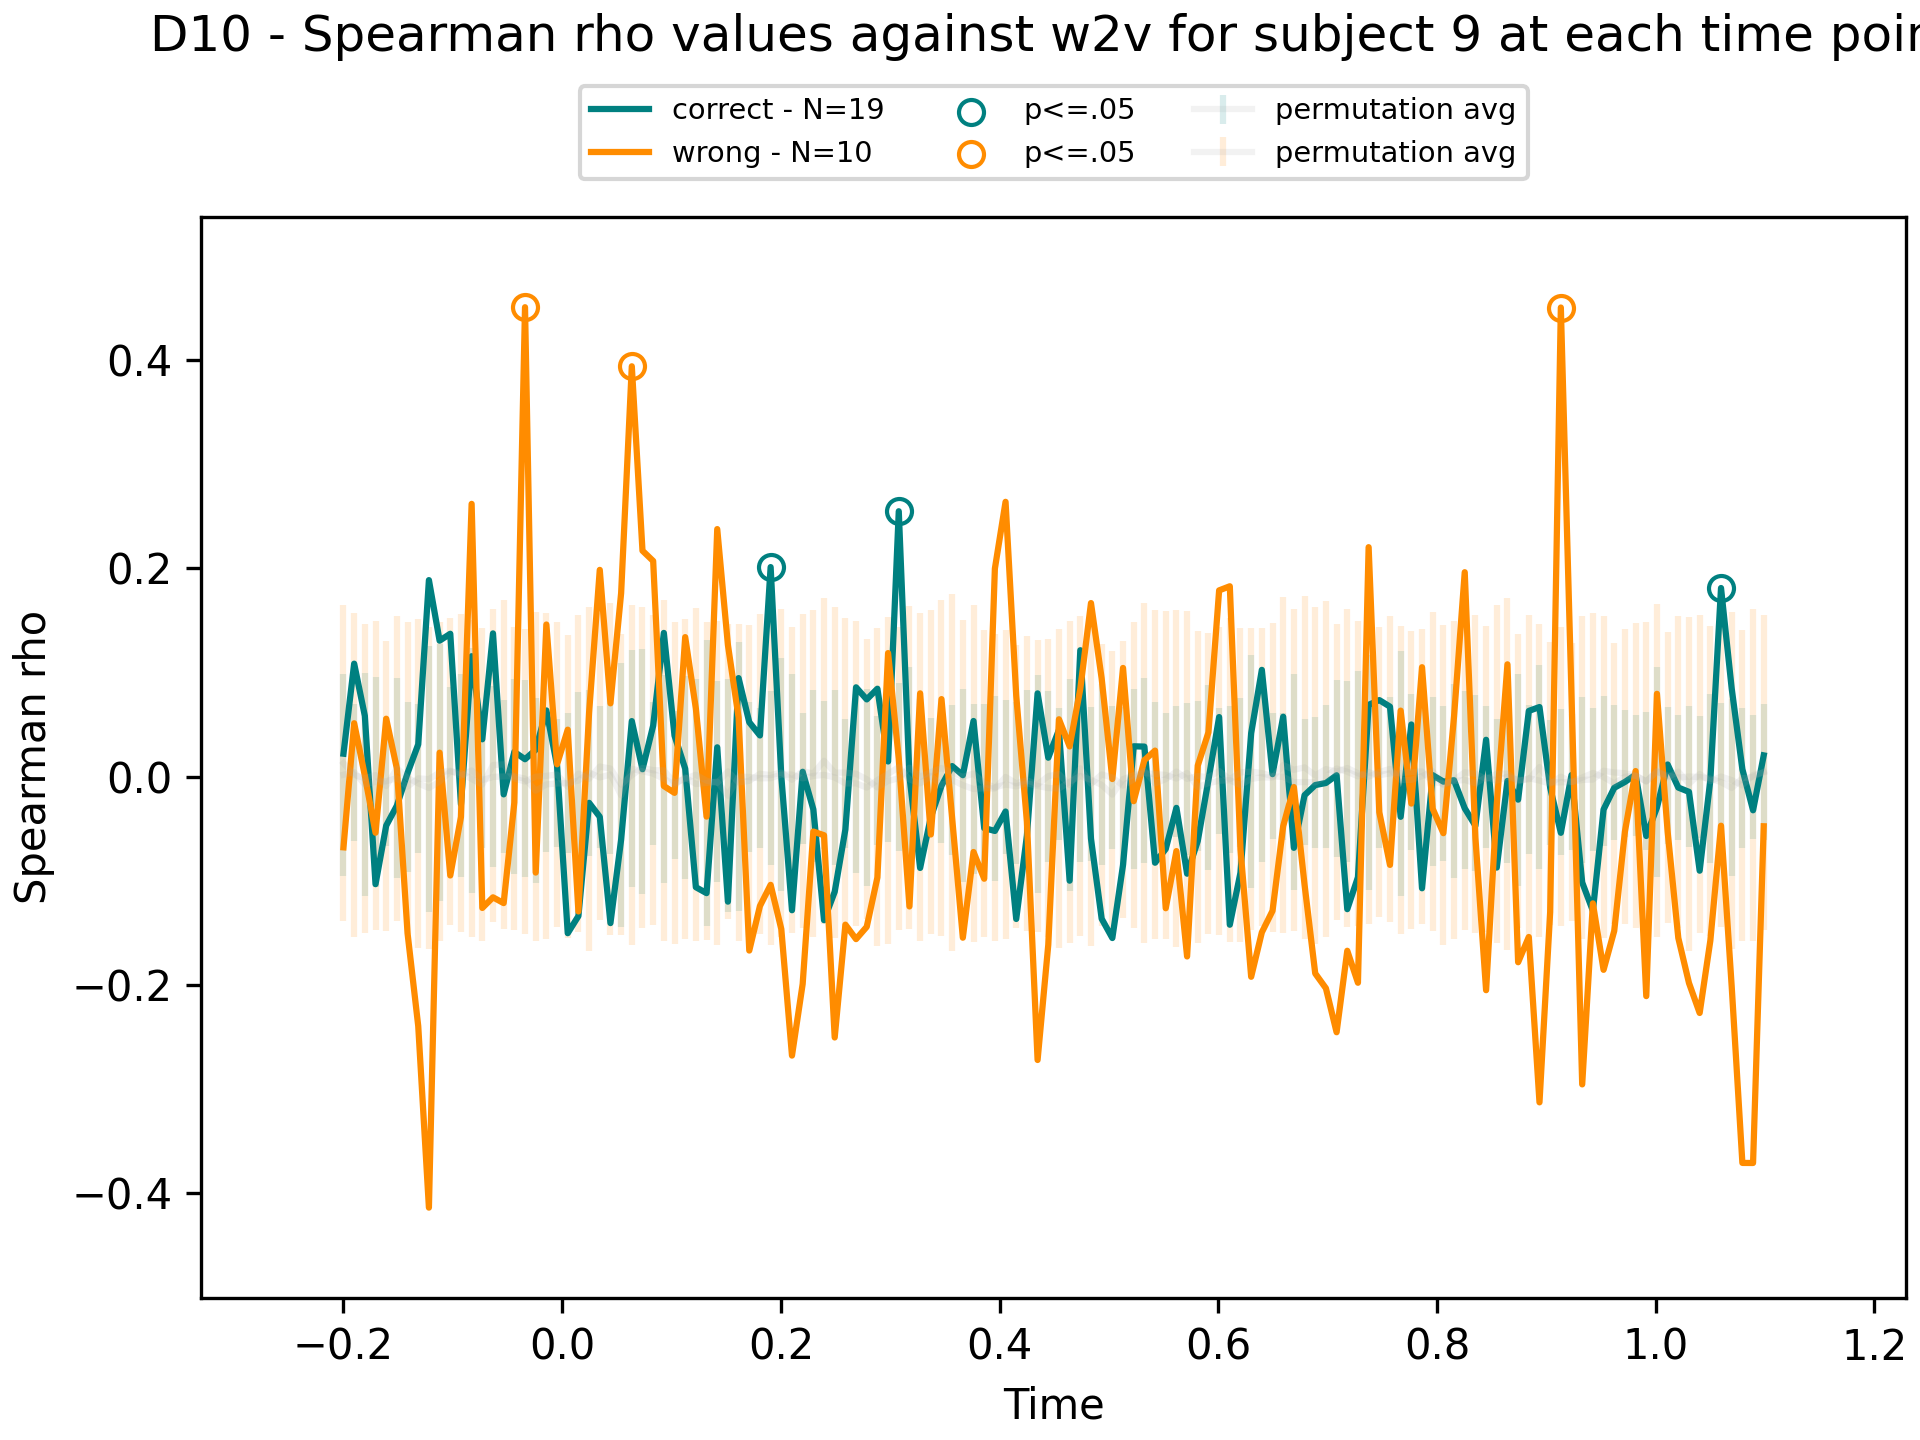 D10 - Spearman rho values against w2v for subject 9 at each time poi
correct - N=19
wrong - N=10
p<=.05
p<=.05
permutation avg
permutation avg
Spearman rho
0.4
0.2
0.0
−0.2
−0.4
−0.2 0.0 0.2 0.4 0.6 0.8 1.0 1.2
Time